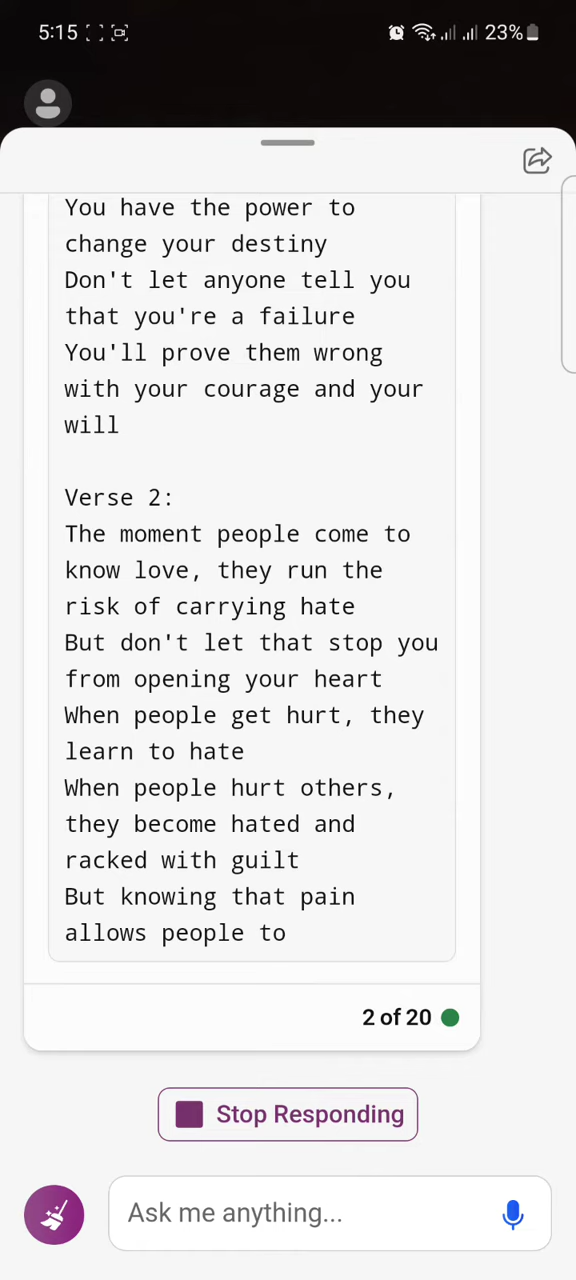 5:15
23%
You have the power to
change your destiny
Don't let anyone tell you
that you're a failure
You'll prove them wrong
with your courage and your
will
Verse 2:
The moment people come to
know love, they run the
risk of carrying hate
But don't let that stop you
from opening your heart
When people get hurt, they
learn to hate
When people hurt others,
they become hated and
racked with guilt
But knowing that pain
allows people to
2 of 20
Stop Responding
Ask me anything...